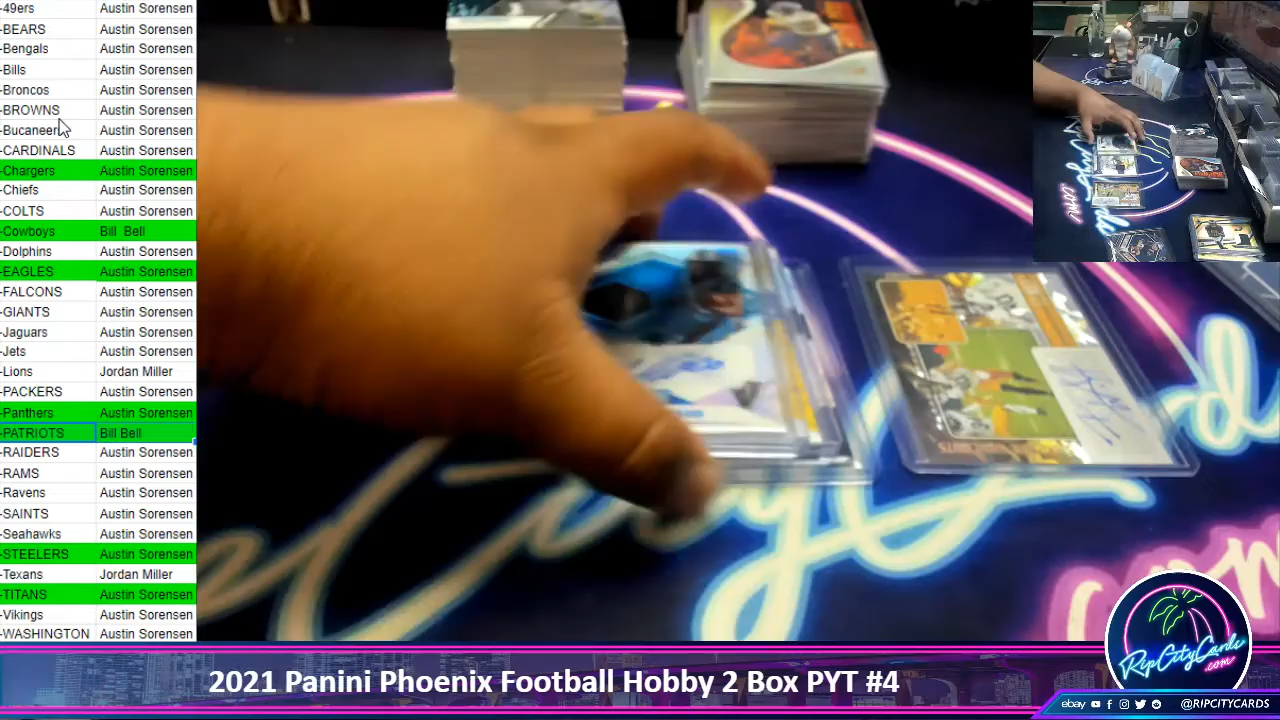 -49ers Austin Sorensen
-BEARS Austin Sorensen
-Bengals Austin Sorensen
-Bills Austin Sorensen
-Broncos Austin Sorensen
-BROWNS Austin Sorensen
-Bucaneer Austin Sorensen
-CARDINALS Austin Sorensen
-Chargers Austin Sorensen
-Chiefs Austin Sorensen
-COLTS Austin Sorensen
-Cowboys Bill Bell
-Dolphins Austin Sorensen
-EAGLES Austin Sorensen
-FALCONS Austin Sorensen
-GIANTS Austin Sorensen
-Jaguars Austin Sorensen
-Jets Austin Sorensen
-Lions Jordan Miller
-PACKERS Austin Sorensen
-Panthers Austin Sorensen
-PATRIOTS Bill Bell
-RAIDERS Austin Sorensen
-RAMS Austin Sorensen
-Ravens Austin Sorensen
-SAINTS Austin Sorensen
-Seahawks Austin Sorensen
-STEELERS Austin Sorensen
-Texans Jordan Miller
-TITANS Austin Sorensen
-Vikings Austin Sorensen
-WASHINGTON Austin Sorensen
RipCityCards
.com
2021 Panini Phoenix Football Hobby 2 Box PYT #4
ebay @RIPCITYCARDS